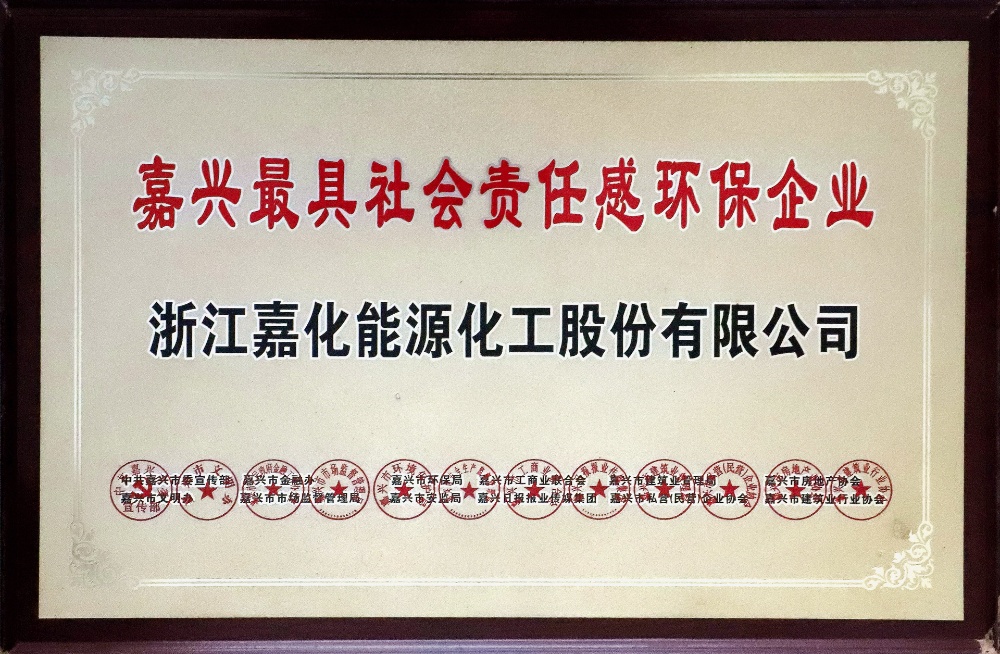 嘉兴最具社会责任感环保企业
浙江嘉化能源化工股份有限公司
中共嘉兴市委宣传部 嘉兴市金融办 嘉兴市环保局 嘉兴市工商业联合会 嘉兴市建筑业管理局 嘉兴市房地产协会
嘉兴市文明办 嘉兴市市场监督管理局 嘉兴市安监局 嘉兴日报报业传媒集团 嘉兴市私营(民营)企业协会 嘉兴市建筑业行业协会